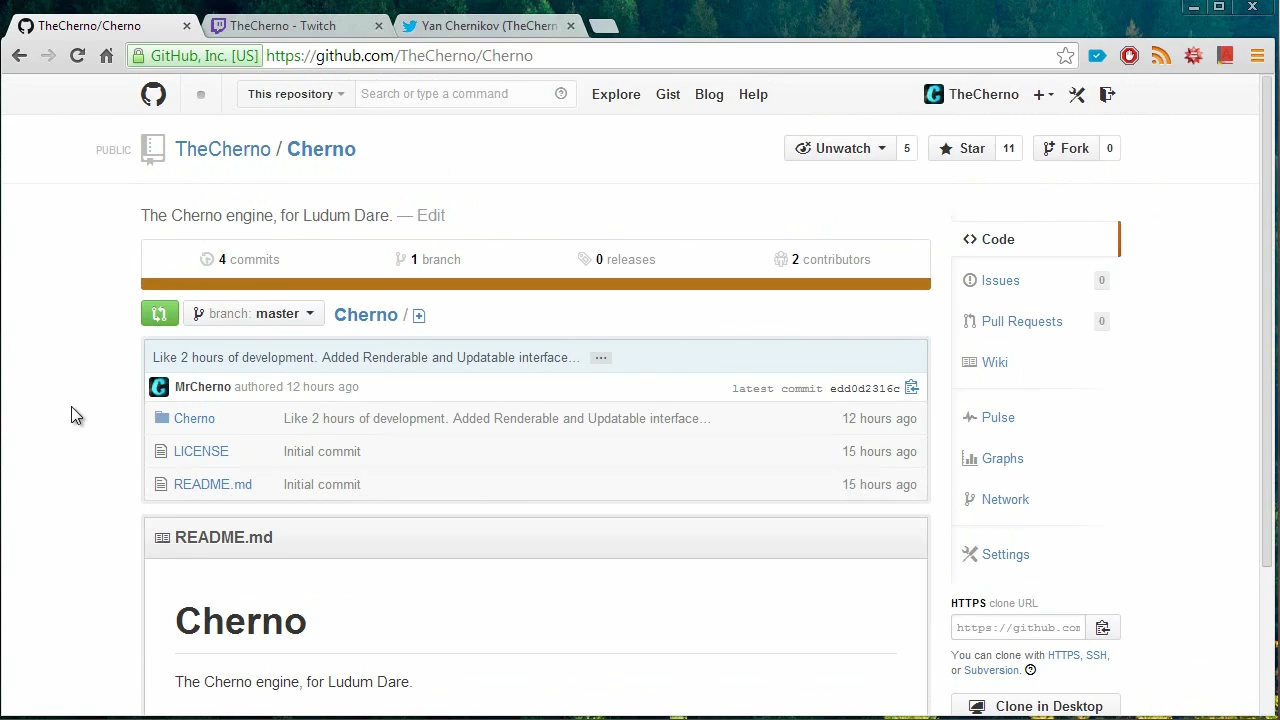 TheCherno/Cherno
TheCherno - Twitch
Yan Chernikov (TheChern
GitHub, Inc. [US] https://github.com/TheCherno/Cherno
This repository
Search or type a command
Explore Gist Blog Help
TheCherno
PUBLIC
TheCherno / Cherno
Unwatch 5
Star 11
Fork 0
The Cherno engine, for Ludum Dare. — Edit
4 commits
1 branch
0 releases
2 contributors
branch: master
Cherno /
Like 2 hours of development. Added Renderable and Updatable interface… …
MrCherno authored 12 hours ago
latest commit edd0d2316c
Cherno Like 2 hours of development. Added Renderable and Updatable interface… 12 hours ago
LICENSE Initial commit 15 hours ago
README.md Initial commit 15 hours ago
README.md
Cherno
The Cherno engine, for Ludum Dare.
Code
Issues 0
Pull Requests 0
Wiki
Pulse
Graphs
Network
Settings
HTTPS clone URL
https://github.com
You can clone with HTTPS, SSH,
or Subversion.
Clone in Desktop